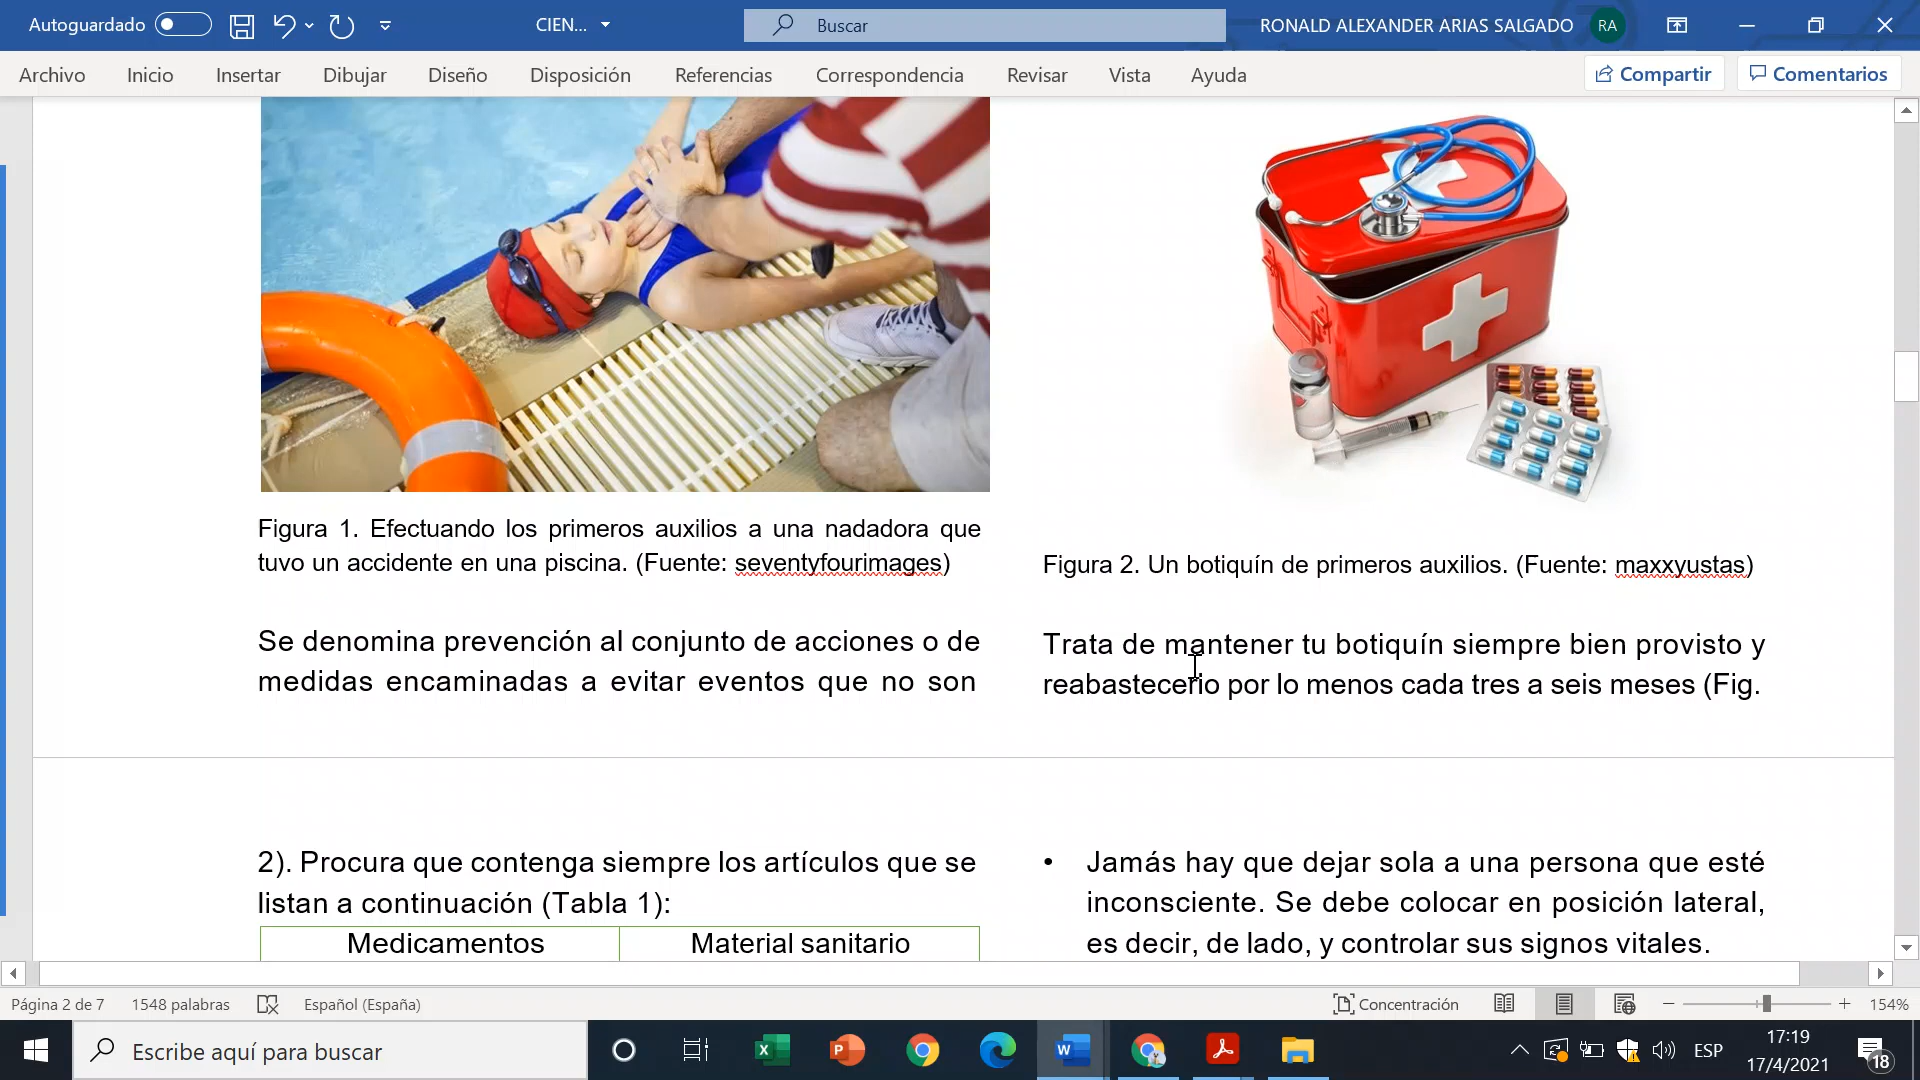 Autoguardado
CIEN...
Buscar
RONALD ALEXANDER ARIAS SALGADO
RA
Archivo
Inicio
Insertar
Dibujar
Diseño
Disposición
Referencias
Correspondencia
Revisar
Vista
Ayuda
Compartir
Comentarios
Figura 1. Efectuando los primeros auxilios a una nadadora que
tuvo un accidente en una piscina. (Fuente: seventyfourimages)
Se denomina prevención al conjunto de acciones o de
medidas encaminadas a evitar eventos que no son
Figura 2. Un botiquín de primeros auxilios. (Fuente: maxxyustas)
Trata de mantener tu botiquín siempre bien provisto y
reabastecerlo por lo menos cada tres a seis meses (Fig.
2). Procura que contenga siempre los artículos que se
listan a continuación (Tabla 1):
Medicamentos
Material sanitario
• Jamás hay que dejar sola a una persona que esté
inconsciente. Se debe colocar en posición lateral,
es decir, de lado, y controlar sus signos vitales.
Página 2 de 7
1548 palabras
Español (España)
Concentración
154%
Escribe aquí para buscar
ESP
17:19
17/4/2021
18